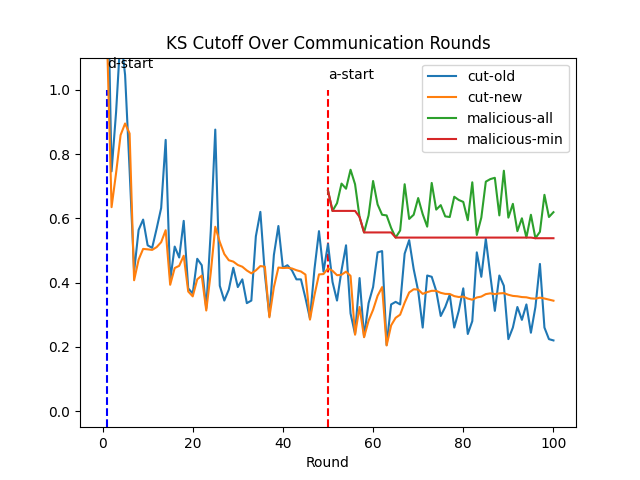 KS Cutoff Over Communication Rounds
d-start
a-start
cut-old
cut-new
malicious-all
malicious-min
1.0
0.8
0.6
0.4
0.2
0.0
0 20 40 60 80 100
Round